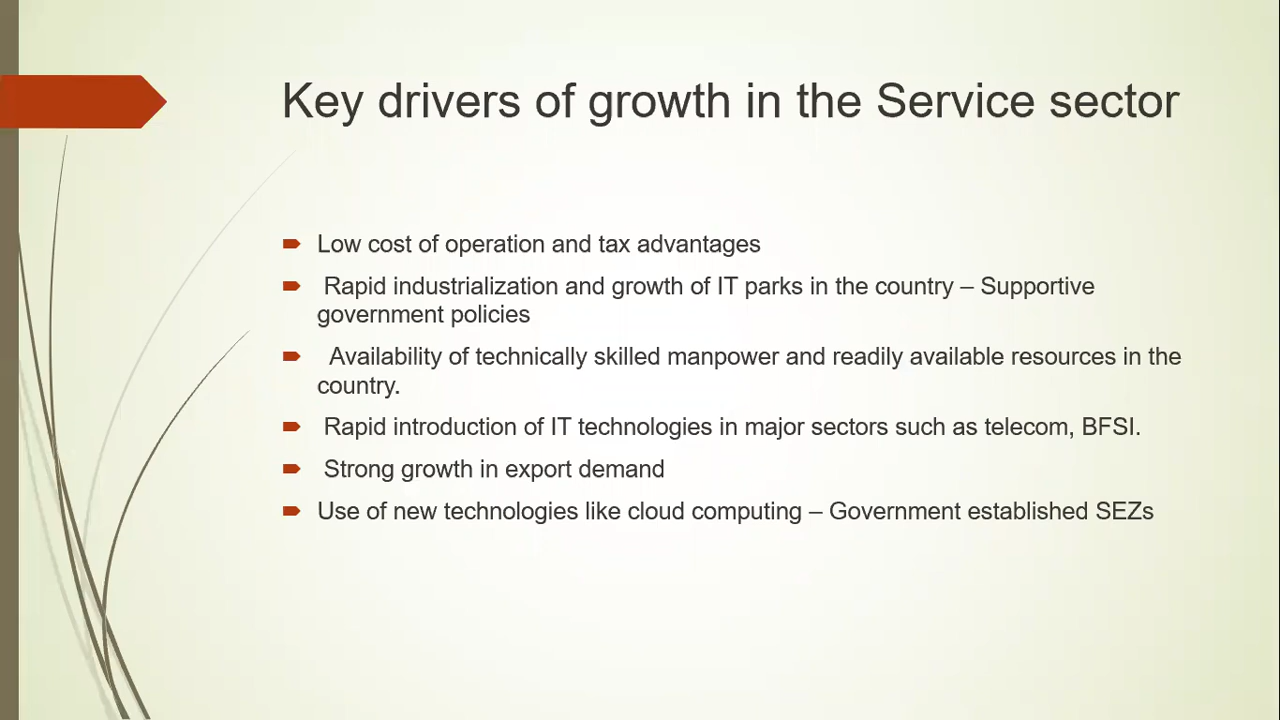 Key drivers of growth in the Service sector
Low cost of operation and tax advantages
Rapid industrialization and growth of IT parks in the country – Supportive
government policies
Availability of technically skilled manpower and readily available resources in the
country.
Rapid introduction of IT technologies in major sectors such as telecom, BFSI.
Strong growth in export demand
Use of new technologies like cloud computing – Government established SEZs